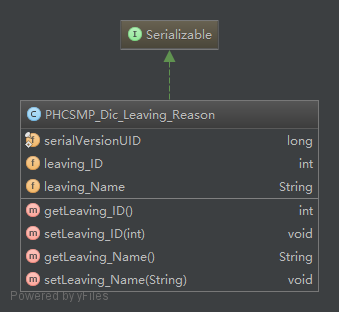 I Serializable
C PHCSMP_Dic_Leaving_Reason
f serialVersionUID long
f leaving_ID int
f leaving_Name String
m getLeaving_ID() int
m setLeaving_ID(int) void
m getLeaving_Name() String
m setLeaving_Name(String) void
Powered by yFiles